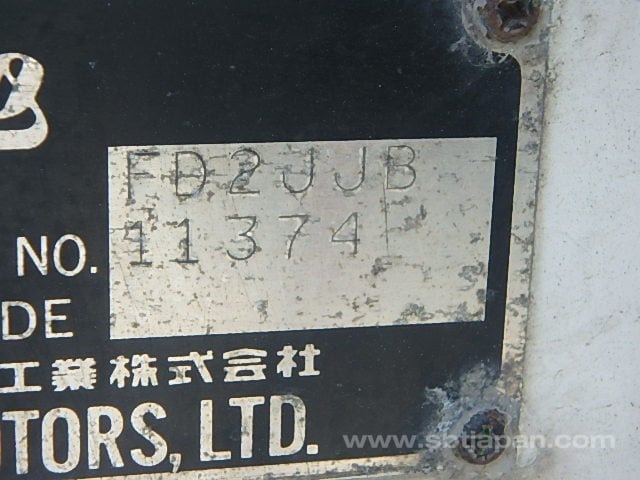 FD2JJB
NO. 11374
DE
工業株式会社
TORS, LTD.
www.sbtjapan.com